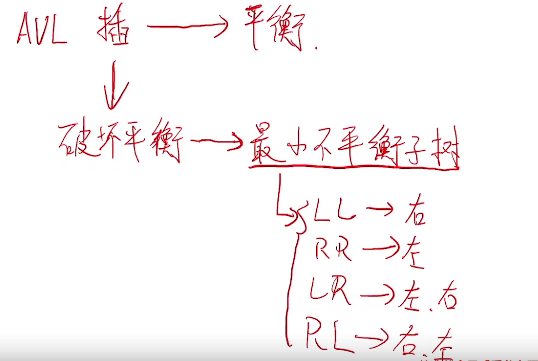 AVL 插 → 平衡.
↓
破坏平衡 → 最小不平衡子树
LL → 右
RR → 左
LR → 左.右
RL → 右.左